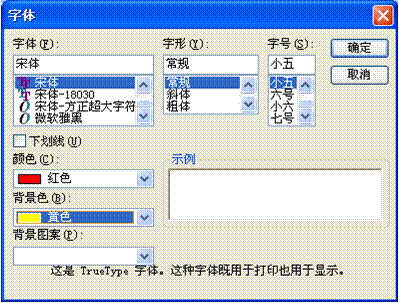 字体
字体(F):
字形(Y):
字号(S):
宋体
常规
小五
确定
取消
宋体
宋体-18030
宋体-方正超大字符
微软雅黑
常规
斜体
粗体
小五
六号
小六
七号
下划线(U)
颜色(C):
红色
示例
背景色(B):
黄色
背景图案(P):
这是 TrueType 字体。这种字体既用于打印也用于显示。